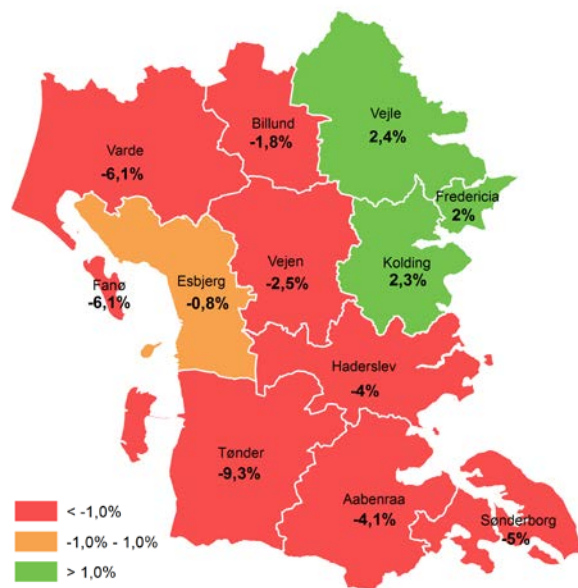 Vejle
2,4%
Billund
-1,8%
Varde
-6,1%
Fredericia
2%
Kolding
2,3%
Vejen
-2,5%
Esbjerg
-0,8%
Fanø
-6,1%
Haderslev
-4%
Tønder
-9,3%
Aabenraa
-4,1%
Sønderborg
-5%
< -1,0%
-1,0% - 1,0%
> 1,0%